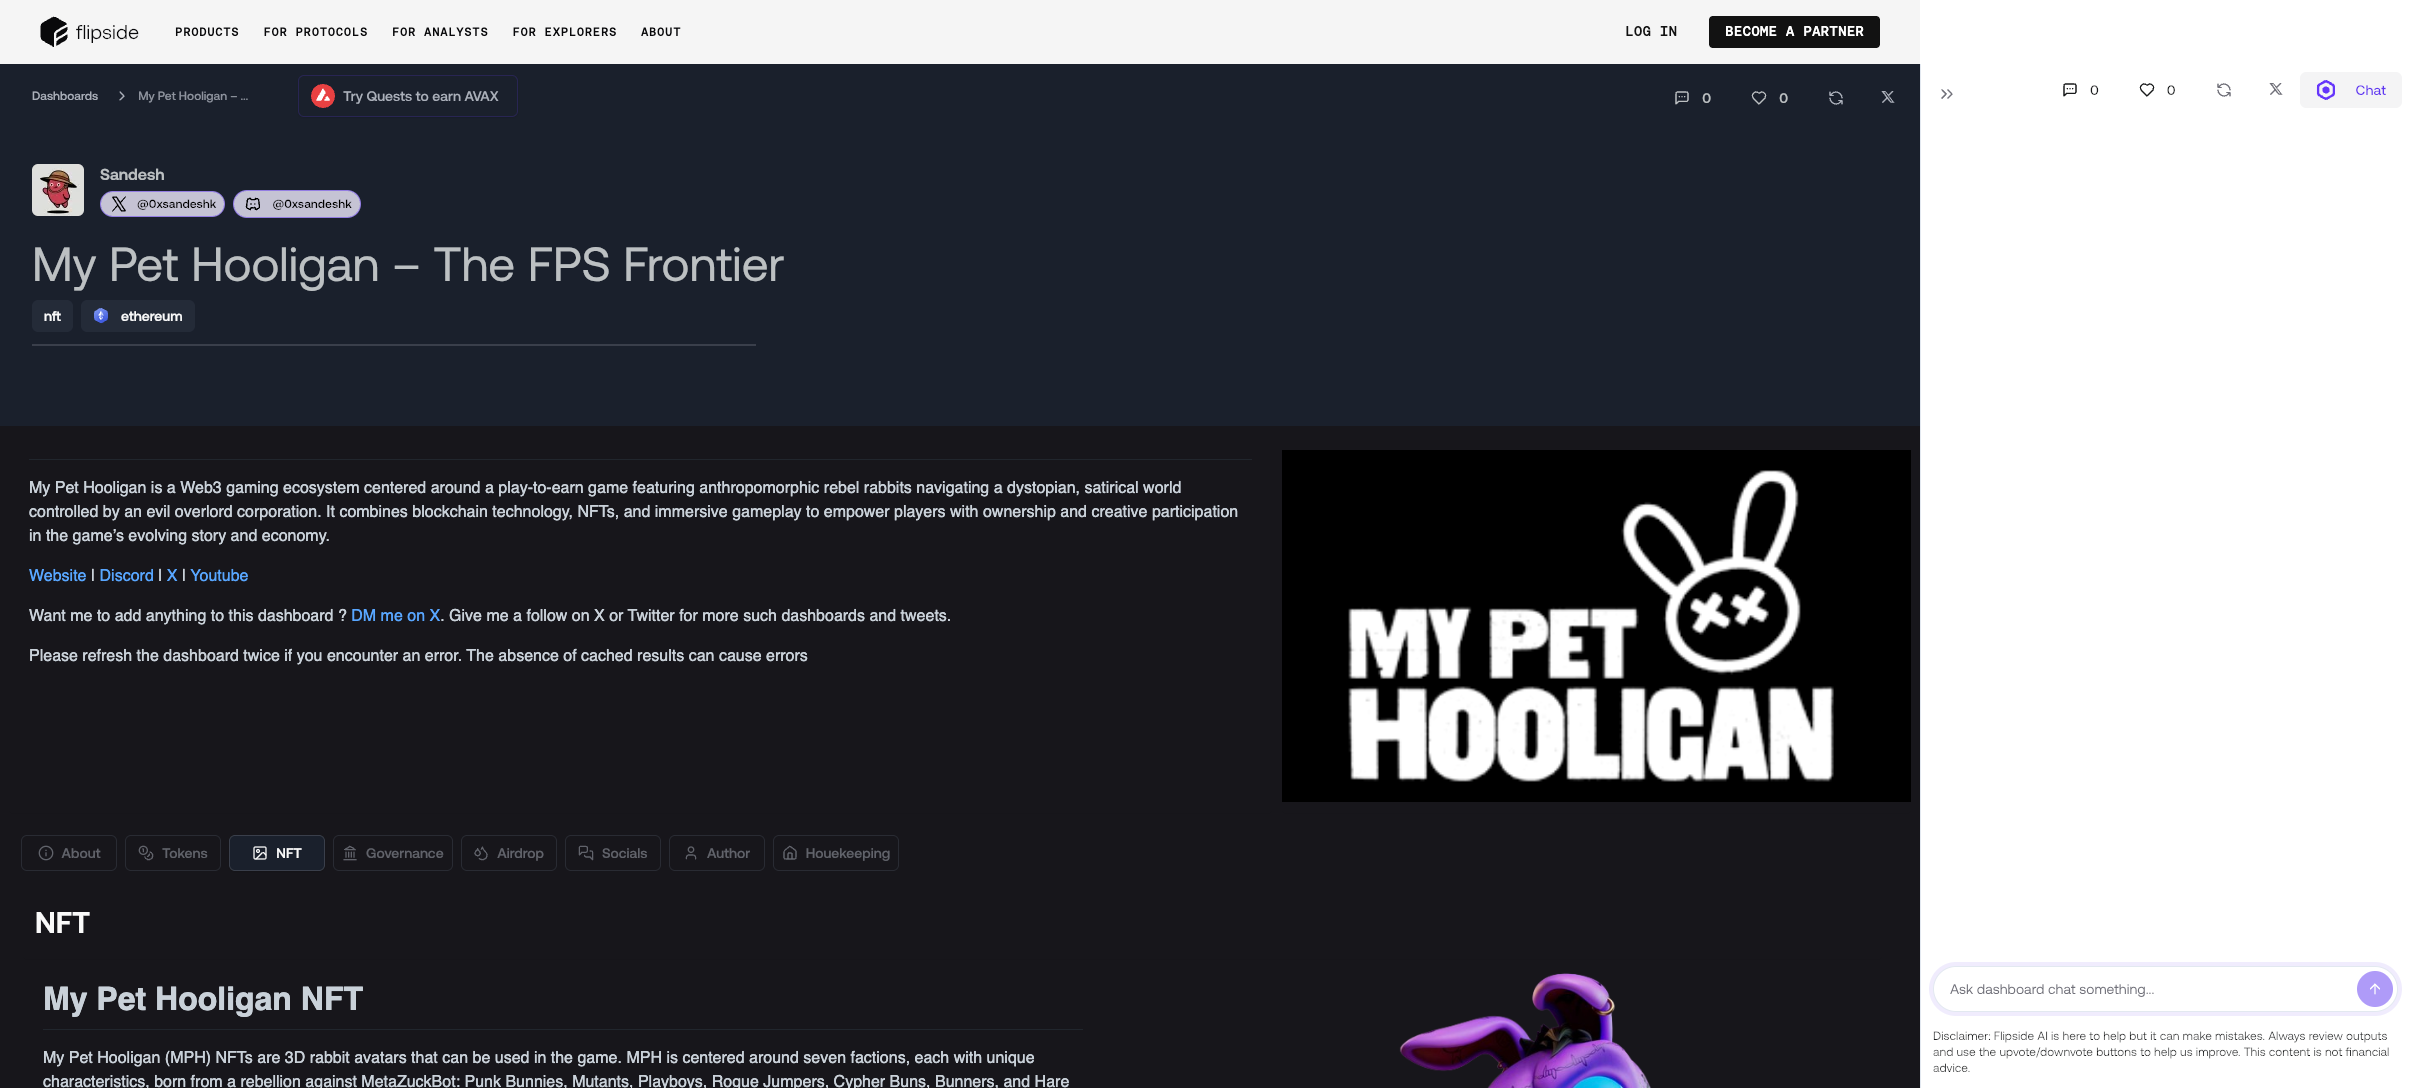 flipside
PRODUCTS
FOR PROTOCOLS
FOR ANALYSTS
FOR EXPLORERS
ABOUT
LOG IN
BECOME A PARTNER
Dashboards
My Pet Hooligan – ...
Try Quests to earn AVAX
0
0
0
0
Chat
Sandesh
@0xsandeshk
@0xsandeshk
My Pet Hooligan – The FPS Frontier
nft
ethereum
My Pet Hooligan is a Web3 gaming ecosystem centered around a play-to-earn game featuring anthropomorphic rebel rabbits navigating a dystopian, satirical world
controlled by an evil overlord corporation. It combines blockchain technology, NFTs, and immersive gameplay to empower players with ownership and creative participation
in the game’s evolving story and economy.
Website | Discord | X | Youtube
Want me to add anything to this dashboard ? DM me on X. Give me a follow on X or Twitter for more such dashboards and tweets.
Please refresh the dashboard twice if you encounter an error. The absence of cached results can cause errors
MY PET
HOOLIGAN
About
Tokens
NFT
Governance
Airdrop
Socials
Author
Houekeeping
NFT
My Pet Hooligan NFT
My Pet Hooligan (MPH) NFTs are 3D rabbit avatars that can be used in the game. MPH is centered around seven factions, each with unique
characteristics, born from a rebellion against MetaZuckBot: Punk Bunnies, Mutants, Playboys, Rogue Jumpers, Cypher Buns, Bunners, and Hare
Ask dashboard chat something...
Disclaimer: Flipside AI is here to help but it can make mistakes. Always review outputs
and use the upvote/downvote buttons to help us improve. This content is not financial
advice.